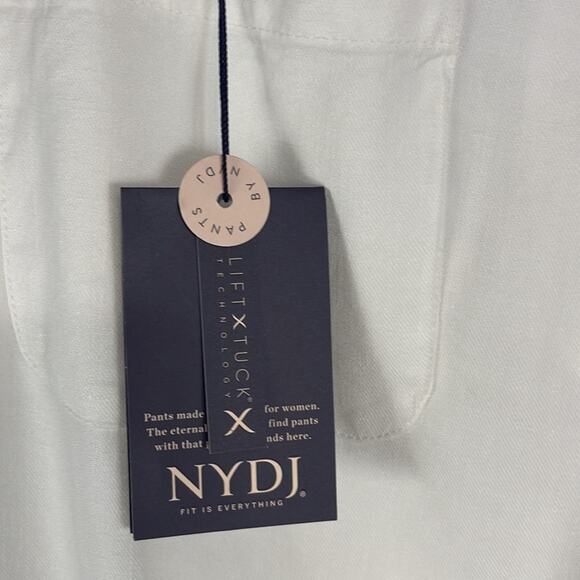 PANTS
BY NYDJ
LIFT X TUCK®
TECHNOLOGY
X
Pants made for women.
The eternal find pants
with that nds here.
NYDJ®
FIT IS EVERYTHING